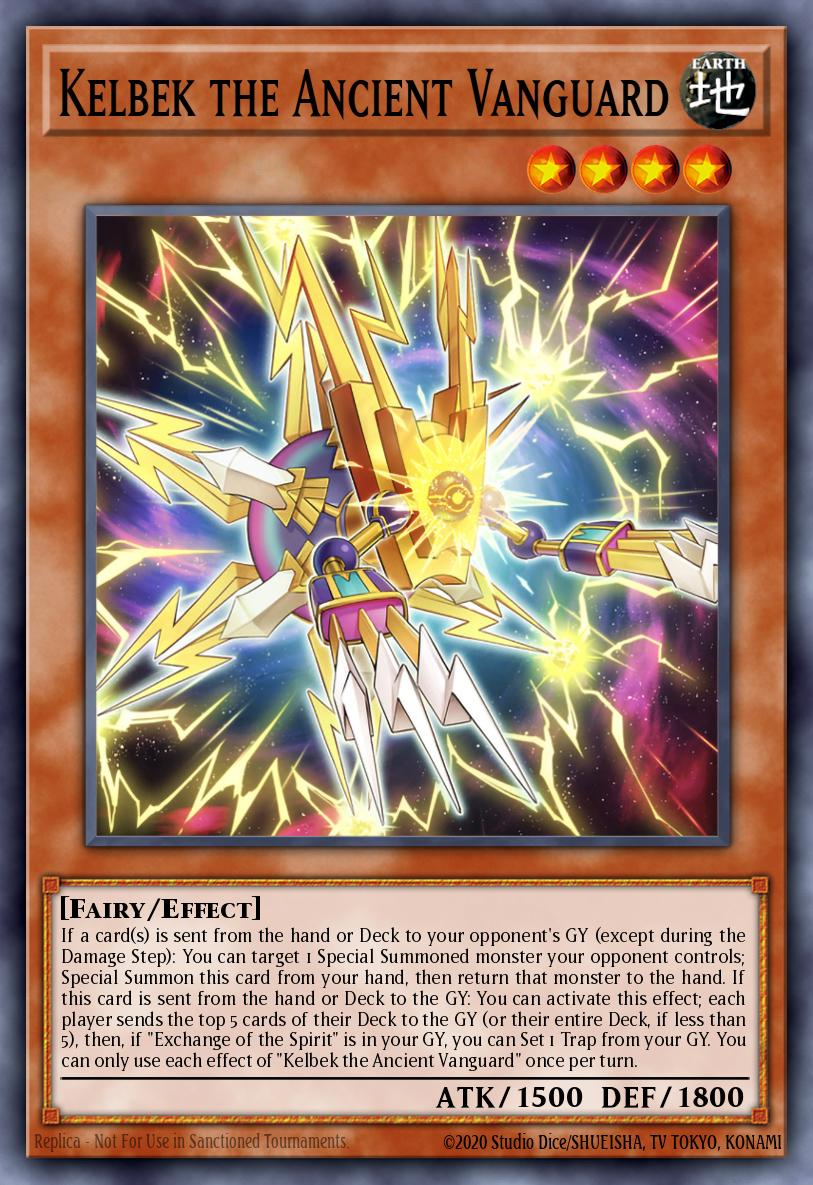 Kelbek the Ancient Vanguard
EARTH
地
[Fairy/Effect]
If a card(s) is sent from the hand or Deck to your opponent's GY (except during the
Damage Step): You can target 1 Special Summoned monster your opponent controls;
Special Summon this card from your hand, then return that monster to the hand. If
this card is sent from the hand or Deck to the GY: You can activate this effect; each
player sends the top 5 cards of their Deck to the GY (or their entire Deck, if less than
5), then, if "Exchange of the Spirit" is in your GY, you can Set 1 Trap from your GY. You
can only use each effect of "Kelbek the Ancient Vanguard" once per turn.
ATK/1500 DEF/1800
Replica - Not For Use in Sanctioned Tournaments.
©2020 Studio Dice/SHUEISHA, TV TOKYO, KONAMI